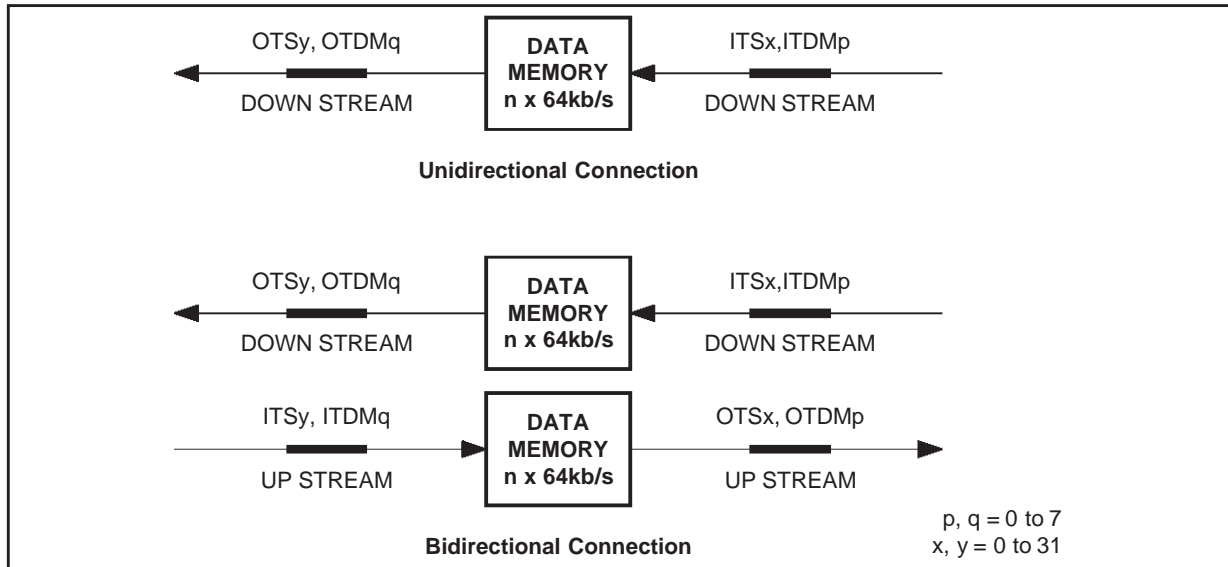 OTSy, OTDMq
DATA
MEMORY
n x 64kb/s
ITSx,ITDMp
DOWN STREAM
DOWN STREAM
Unidirectional Connection
OTSy, OTDMq
DATA
MEMORY
n x 64kb/s
ITSx,ITDMp
DOWN STREAM
DOWN STREAM
ITSy, ITDMq
DATA
MEMORY
n x 64kb/s
OTSx, OTDMp
UP STREAM
UP STREAM
Bidirectional Connection
p, q = 0 to 7
x, y = 0 to 31